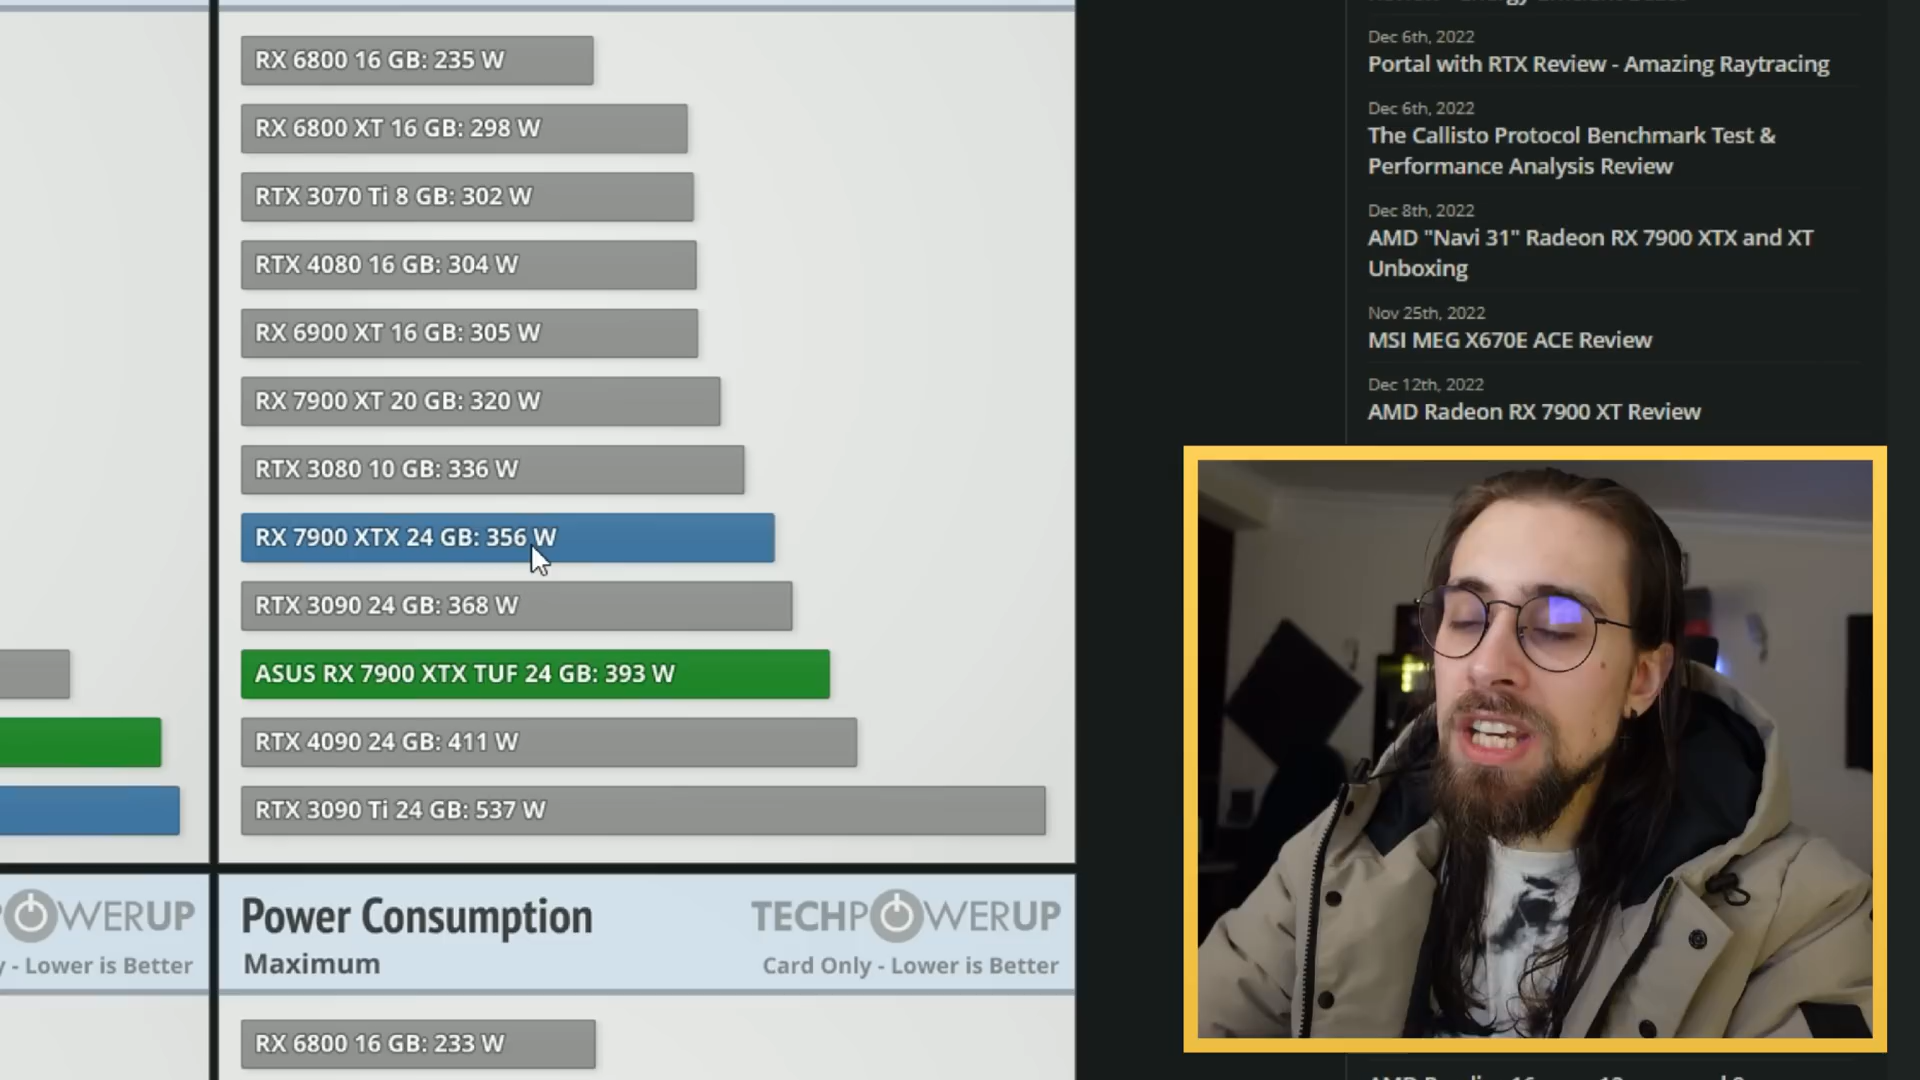 RX 6800 16 GB: 235 W
RX 6800 XT 16 GB: 298 W
RTX 3070 Ti 8 GB: 302 W
RTX 4080 16 GB: 304 W
RX 6900 XT 16 GB: 305 W
RX 7900 XT 20 GB: 320 W
RTX 3080 10 GB: 336 W
RX 7900 XTX 24 GB: 356 W
RTX 3090 24 GB: 368 W
ASUS RX 7900 XTX TUF 24 GB: 393 W
RTX 4090 24 GB: 411 W
RTX 3090 Ti 24 GB: 537 W
POWERUP
- Lower is Better
Power Consumption
Maximum
TECHPOWERUP
Card Only - Lower is Better
RX 6800 16 GB: 233 W
Dec 6th, 2022
Portal with RTX Review - Amazing Raytracing
Dec 6th, 2022
The Callisto Protocol Benchmark Test &
Performance Analysis Review
Dec 8th, 2022
AMD "Navi 31" Radeon RX 7900 XTX and XT
Unboxing
Nov 25th, 2022
MSI MEG X670E ACE Review
Dec 12th, 2022
AMD Radeon RX 7900 XT Review